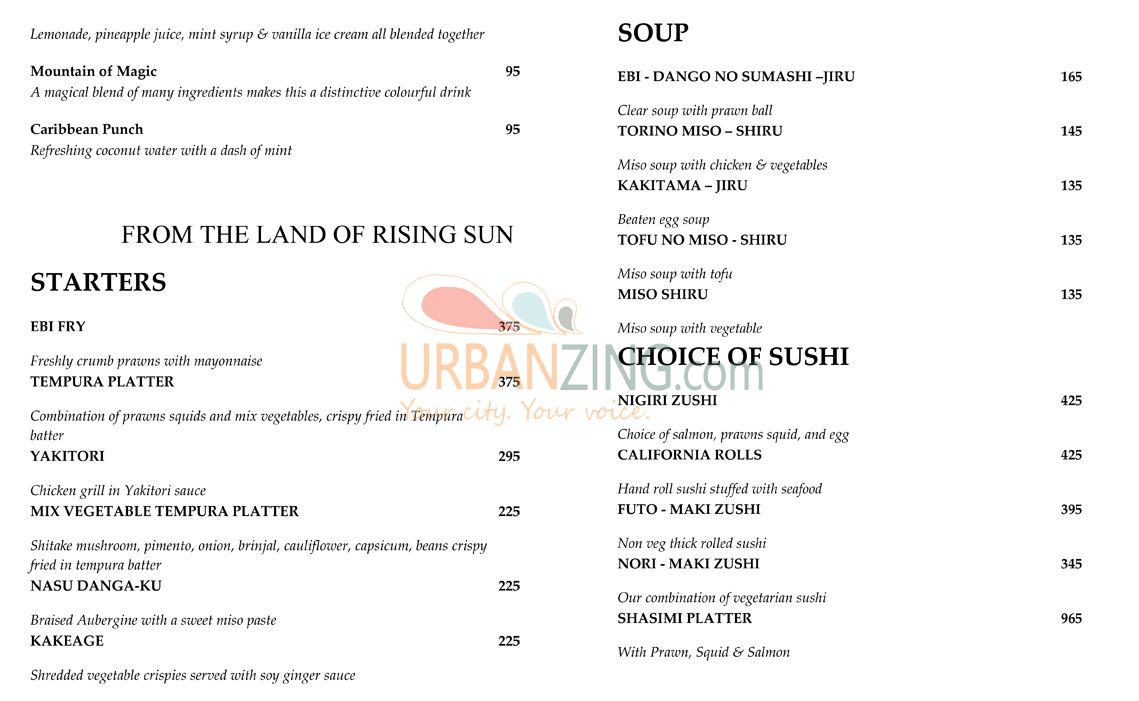 Lemonade, pineapple juice, mint syrup & vanilla ice cream all blended together
Mountain of Magic 95
A magical blend of many ingredients makes this a distinctive colourful drink
Caribbean Punch 95
Refreshing coconut water with a dash of mint
FROM THE LAND OF RISING SUN
STARTERS
EBI FRY 375
Freshly crumb prawns with mayonnaise
TEMPURA PLATTER 375
Combination of prawns squids and mix vegetables, crispy fried in Tempura
batter
YAKITORI 295
Chicken grill in Yakitori sauce
MIX VEGETABLE TEMPURA PLATTER 225
Shitake mushroom, pimento, onion, brinjal, cauliflower, capsicum, beans crispy
fried in tempura batter
NASU DANGA-KU 225
Braised Aubergine with a sweet miso paste
KAKEAGE 225
Shredded vegetable crispies served with soy ginger sauce
SOUP
EBI - DANGO NO SUMASHI –JIRU 165
Clear soup with prawn ball
TORINO MISO – SHIRU 145
Miso soup with chicken & vegetables
KAKITAMA – JIRU 135
Beaten egg soup
TOFU NO MISO - SHIRU 135
Miso soup with tofu
MISO SHIRU 135
Miso soup with vegetable
CHOICE OF SUSHI
NIGIRI ZUSHI 425
Choice of salmon, prawns squid, and egg
CALIFORNIA ROLLS 425
Hand roll sushi stuffed with seafood
FUTO - MAKI ZUSHI 395
Non veg thick rolled sushi
NORI - MAKI ZUSHI 345
Our combination of vegetarian sushi
SHASIMI PLATTER 965
With Prawn, Squid & Salmon
URBANZING.com
Your city. Your voice.